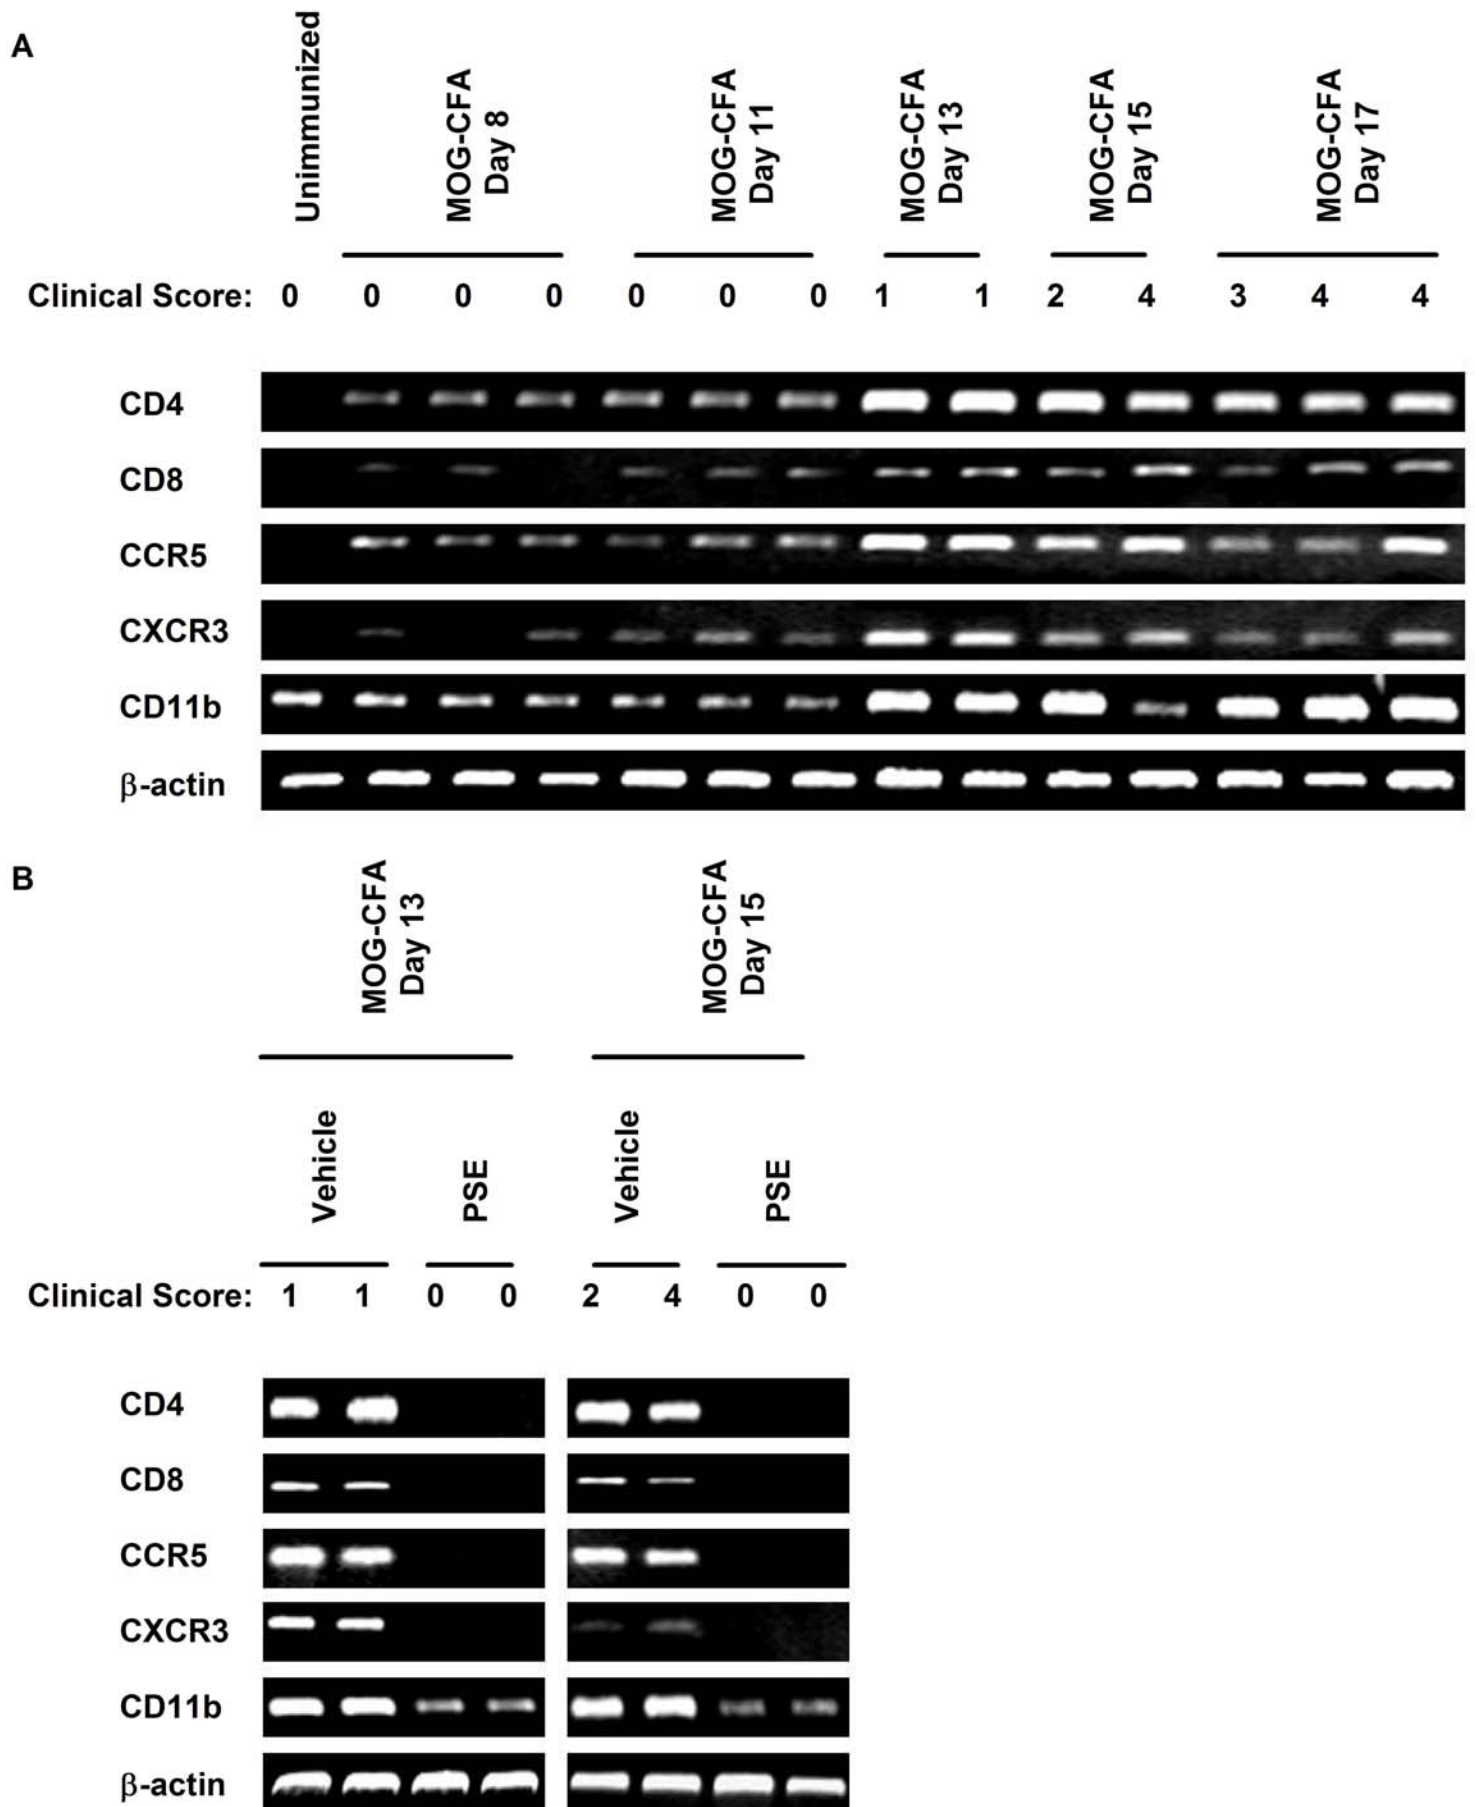 A
Unimmunized
MOG-CFA
Day 8
MOG-CFA
Day 11
MOG-CFA
Day 13
MOG-CFA
Day 15
MOG-CFA
Day 17
Clinical Score: 0 0 0 0 0 0 0 1 1 2 4 3 4 4
CD4
CD8
CCR5
CXCR3
CD11b
β-actin
B
MOG-CFA
Day 13
MOG-CFA
Day 15
Vehicle
PSE
Vehicle
PSE
Clinical Score: 1 1 0 0 2 4 0 0
CD4
CD8
CCR5
CXCR3
CD11b
β-actin